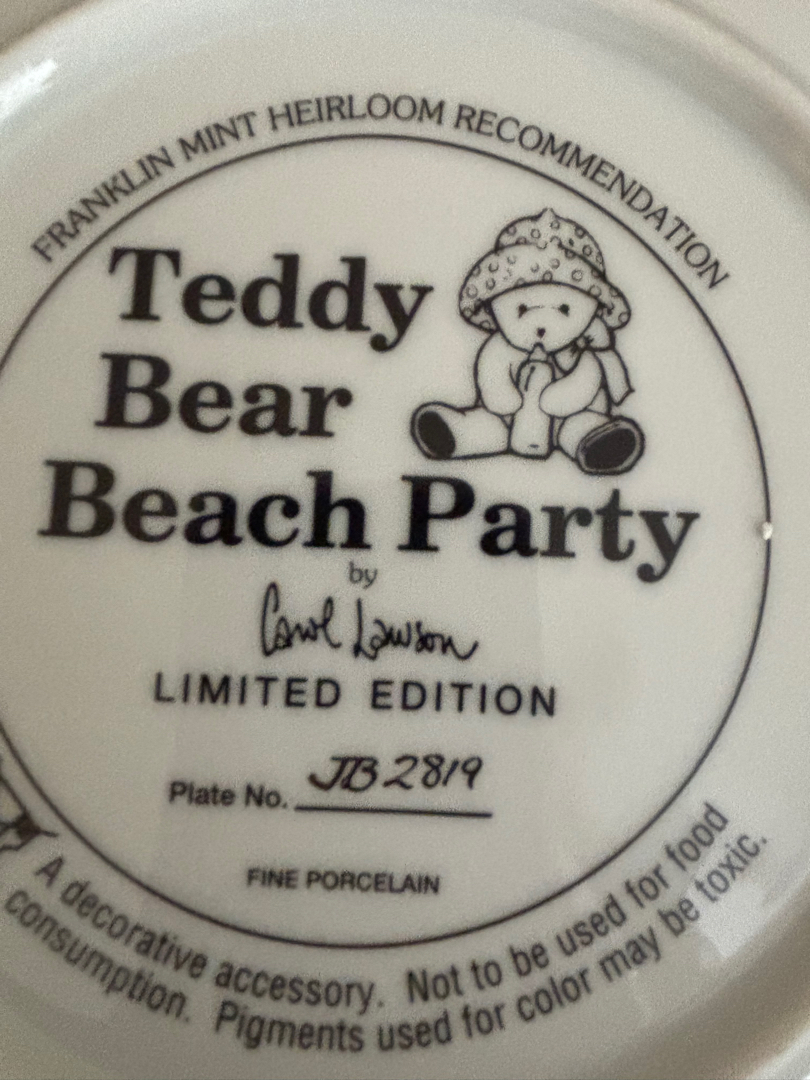 FRANKLIN MINT HEIRLOOM RECOMMENDATION
Teddy
Bear
Beach Party
by
Carol Lawson
LIMITED EDITION
Plate No. JB2819
FINE PORCELAIN
A decorative accessory. Not to be used for food
consumption. Pigments used for color may be toxic.